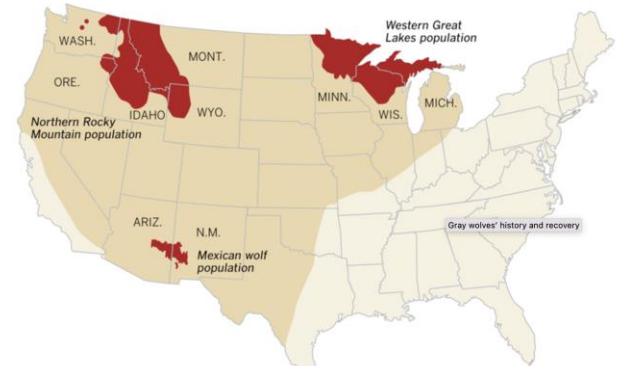 Western Great
Lakes population
WASH.
MONT.
ORE.
MINN.
MICH.
WIS.
IDAHO
WYO.
Northern Rocky
Mountain population
ARIZ.
N.M.
Gray wolves' history and recovery
Mexican wolf
population